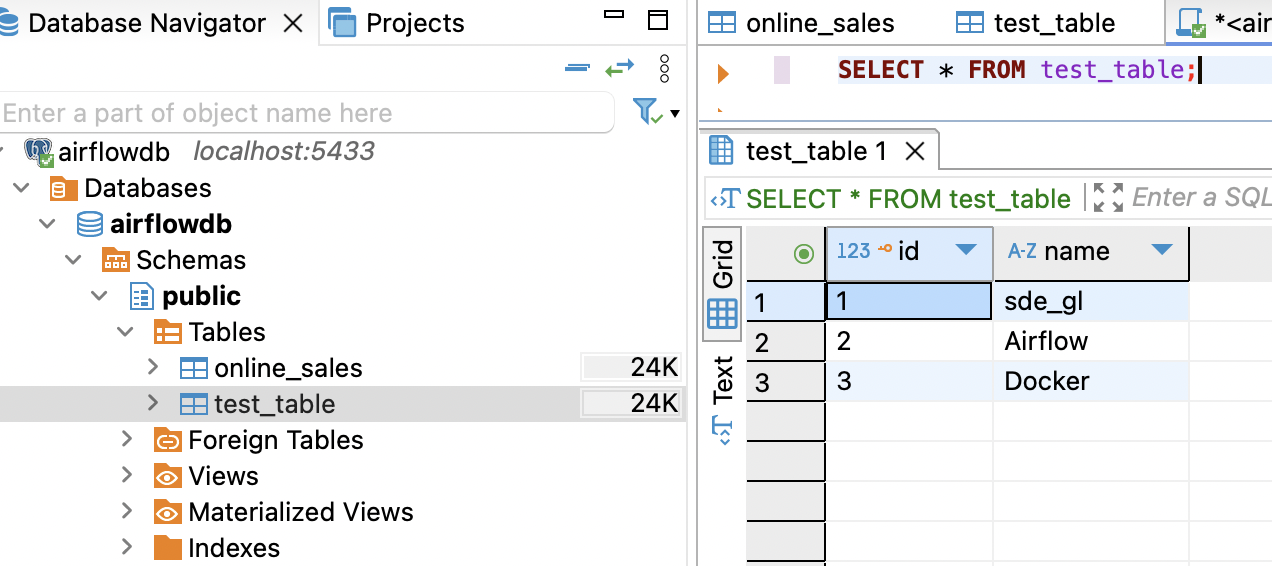 Database Navigator
Projects
Enter a part of object name here
airflowdb localhost:5433
Databases
airflowdb
Schemas
public
Tables
online_sales 24K
test_table 24K
Foreign Tables
Views
Materialized Views
Indexes
online_sales
test_table
*<air
SELECT * FROM test_table;
test_table 1
SELECT * FROM test_table
Enter a SQL
Grid
Text
123 id A-Z name
1 1 sde_gl
2 2 Airflow
3 3 Docker